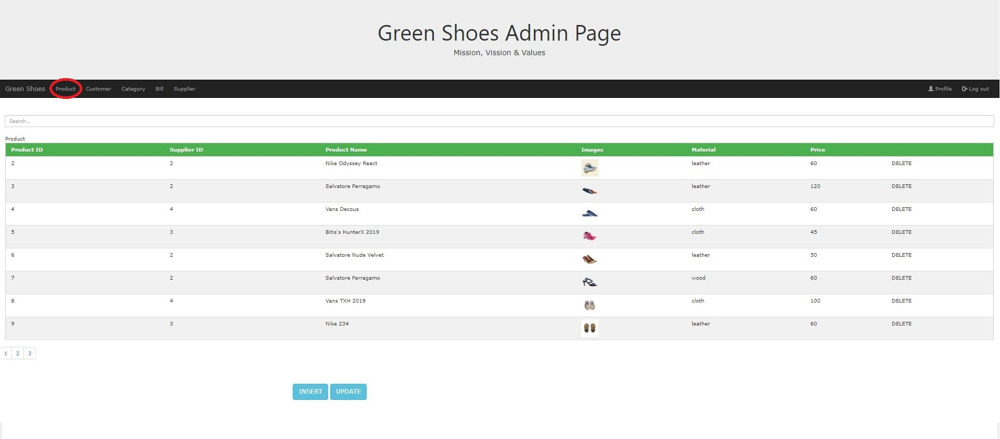 Green Shoes Admin Page
Mission, Vission & Values
Green Shoes Product Customer Category Bill Supplier Profile Log out
Search..
Product
Product ID Supplier ID Product Name Images Material Price
2 2 Nike Odyssey React leather 60 DELETE
3 2 Salvatore Ferragamo leather 120 DELETE
4 4 Vans Decous cloth 60 DELETE
5 3 Bitis's HunterX 2019 cloth 45 DELETE
6 2 Salvatore Nude Velvet leather 50 DELETE
7 2 Salvatore Ferragamo wood 60 DELETE
8 4 Vans TXH 2019 cloth 100 DELETE
9 3 Nike 234 leather 60 DELETE
1 2 3
INSERT UPDATE